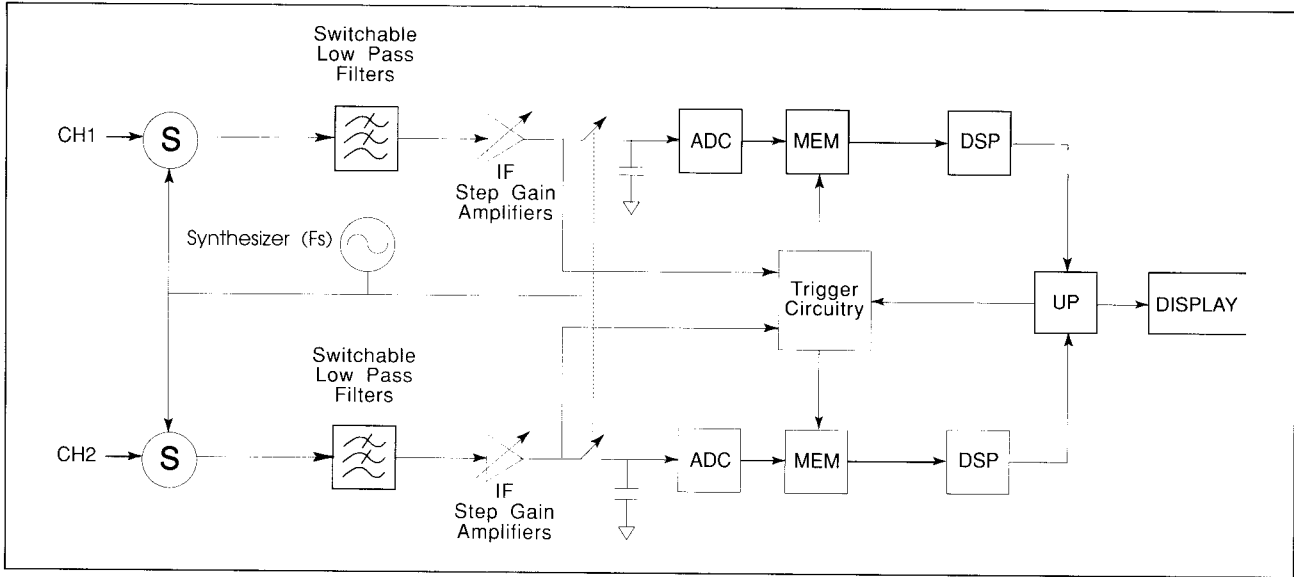 Switchable
Low Pass
Filters
CH1
S
IF
Step Gain
Amplifiers
ADC
MEM
DSP
Synthesizer (Fs)
Trigger
Circuitry
UP
DISPLAY
Switchable
Low Pass
Filters
CH2
S
IF
Step Gain
Amplifiers
ADC
MEM
DSP